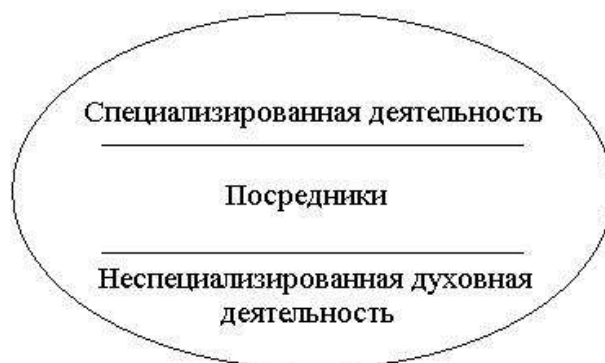 Специализированная деятельность
Посредники
Неспециализированная духовная
деятельность